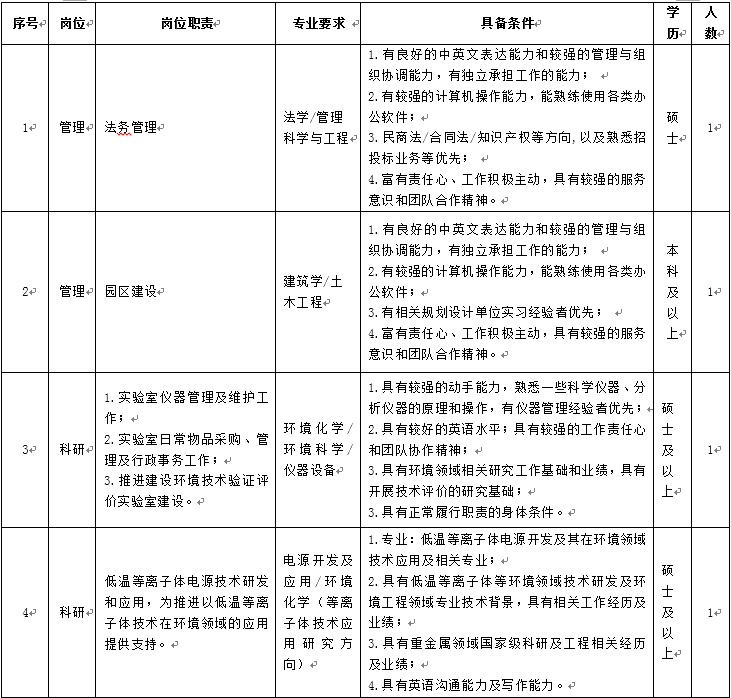 序号 岗位 岗位职责 专业要求 具备条件 学历 人数
1 管理 法务管理
法学/管理
科学与工程
1.有良好的中英文表达能力和较强的管理与组
织协调能力，有独立承担工作的能力；
2.有较强的计算机操作能力，能熟练使用各类办
公软件；
3.民商法/合同法/知识产权等方向,以及熟悉招
投标业务等优先；
4.富有责任心、工作积极主动，具有较强的服务
意识和团队合作精神。
硕
士
1
2 管理 园区建设
建筑学/土
木工程
1.有良好的中英文表达能力和较强的管理与组
织协调能力，有独立承担工作的能力；
2.有较强的计算机操作能力，能熟练使用各类办
公软件；
3.有相关规划设计单位实习经验者优先；
4.富有责任心、工作积极主动，具有较强的服务
意识和团队合作精神。
本
科
及
以
上
1
3 科研
1.实验室仪器管理及维护工
作；
2.实验室日常物品采购、管
理及行政事务工作；
3.推进建设环境技术验证评
价实验室建设。
环境化学/
环境科学/
仪器设备
1.具有较强的动手能力，熟悉一些科学仪器、分
析仪器的原理和操作，有仪器管理经验者优先；
2.具有较好的英语水平；具有较强的工作责任心
和团队协作精神；
3.具有环境领域相关研究工作基础和业绩，具有
开展技术评价的研究基础；
3.具有正常履行职责的身体条件。
硕
士
及
以
上
1
4 科研
低温等离子体电源技术研发
和应用，为推进以低温等离
子体技术在环境领域的应用
提供支持。
电源开发及
应用/环境
化学（等离
子体技术应
用研究方
向）
1.专业：低温等离子体电源开发及其在环境领域
技术应用及相关专业；
2.具有低温等离子体等环境领域技术研发及环
境工程领域专业技术背景，具有相关工作经历及
业绩；
3.具有重金属领域国家级科研及工程相关经历
及业绩；
4.具有英语沟通能力及写作能力。
硕
士
及
以
上
1